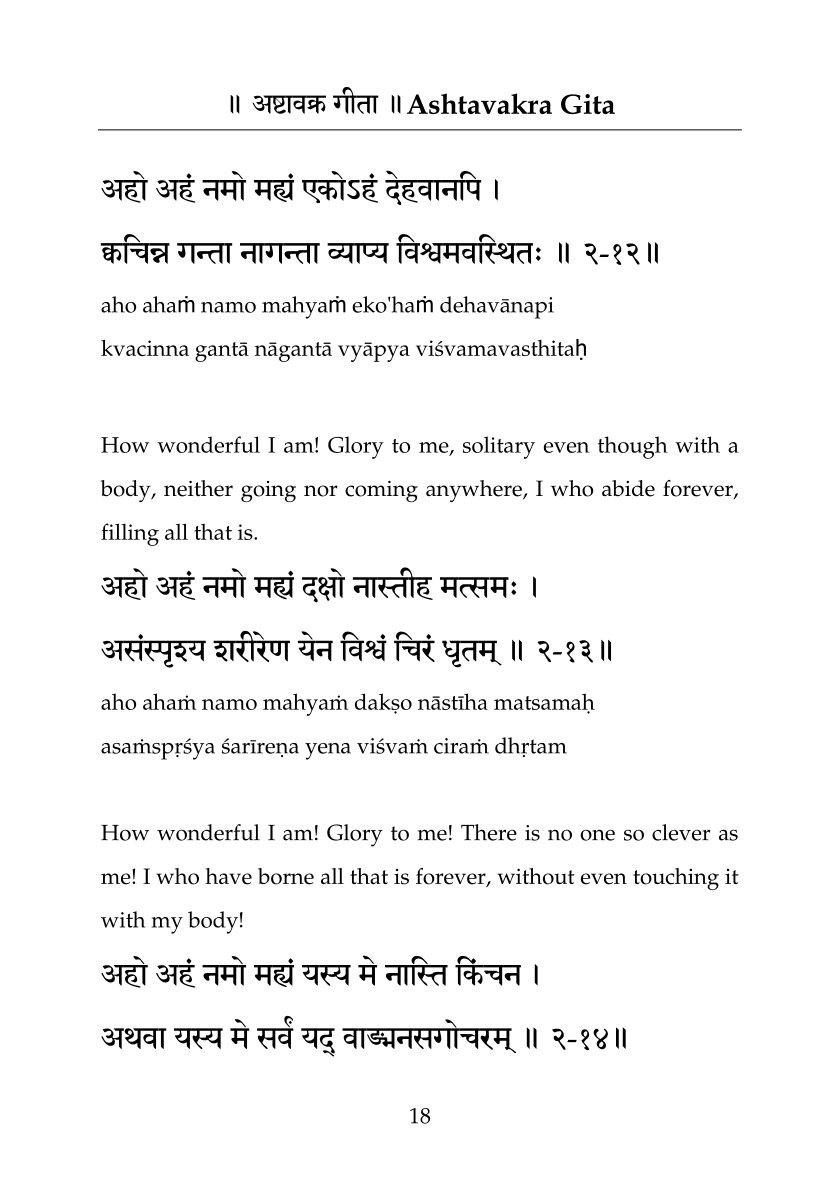 ॥ अष्टावक्र गीता ॥ Ashtavakra Gita
अहो अहं नमो मह्यं एकोऽहं देहवानपि ।
क्वचिन्न गन्ता नागन्ता व्याप्य विश्वमवस्थितः ॥ २-१२॥
aho ahaṁ namo mahyaṁ eko'haṁ dehavānapi
kvacinna gantā nāgantā vyāpya viśvamavasthitaḥ
How wonderful I am! Glory to me, solitary even though with a
body, neither going nor coming anywhere, I who abide forever,
filling all that is.
अहो अहं नमो मह्यं दक्षो नास्तीह मत्समः ।
असंस्पृश्य शरीरेण येन विश्वं चिरं धृतम् ॥ २-१३॥
aho ahaṁ namo mahyaṁ dakṣo nāstīha matsamaḥ
asaṁspṛśya śarīreṇa yena viśvaṁ ciraṁ dhṛtam
How wonderful I am! Glory to me! There is no one so clever as
me! I who have borne all that is forever, without even touching it
with my body!
अहो अहं नमो मह्यं यस्य मे नास्ति किंचन ।
अथवा यस्य मे सर्वं यद् वाङ्मनसगोचरम् ॥ २-१४॥
18